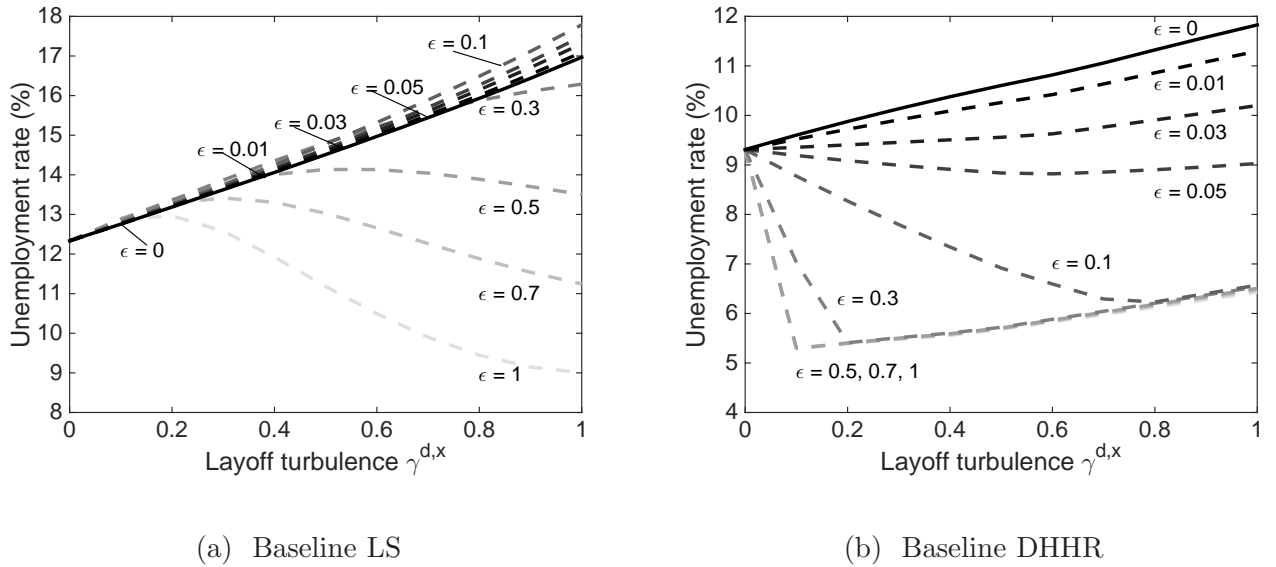 18
17
16
15
14
13
12
11
10
9
8
Unemployment rate (%)
ϵ = 0.1
ϵ = 0.05
ϵ = 0.3
ϵ = 0.03
ϵ = 0.01
ϵ = 0.5
ϵ = 0
ϵ = 0.7
ϵ = 1
0 0.2 0.4 0.6 0.8 1
Layoff turbulence γ^{d,x}
(a) Baseline LS
12
11
10
9
8
7
6
5
4
Unemployment rate (%)
ϵ = 0
ϵ = 0.01
ϵ = 0.03
ϵ = 0.05
ϵ = 0.1
ϵ = 0.3
ϵ = 0.5, 0.7, 1
0 0.2 0.4 0.6 0.8 1
Layoff turbulence γ^{d,x}
(b) Baseline DHHR